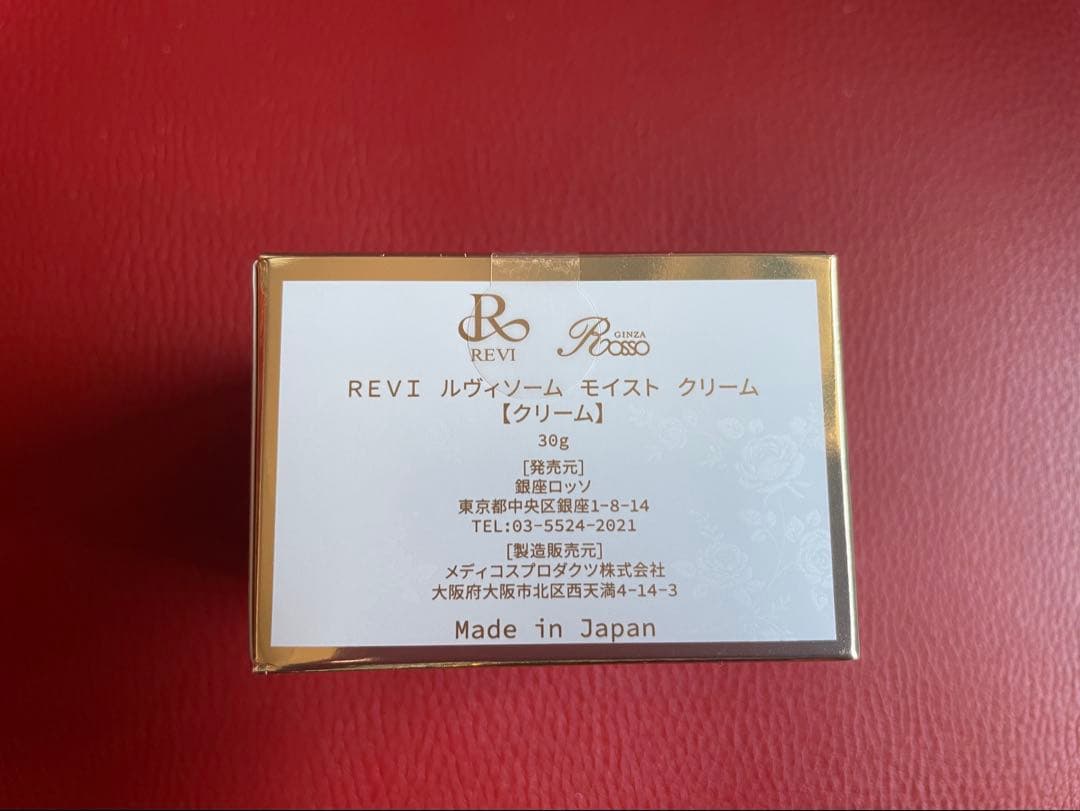 R
REVI
GINZA
Rosso
REVI ルヴィソーム モイスト クリーム
【クリーム】
30g
[発売元]
銀座ロッソ
東京都中央区銀座1-8-14
TEL:03-5524-2021
[製造販売元]
メディコスプロダクツ株式会社
大阪府大阪市北区西天満4-14-3
Made in Japan